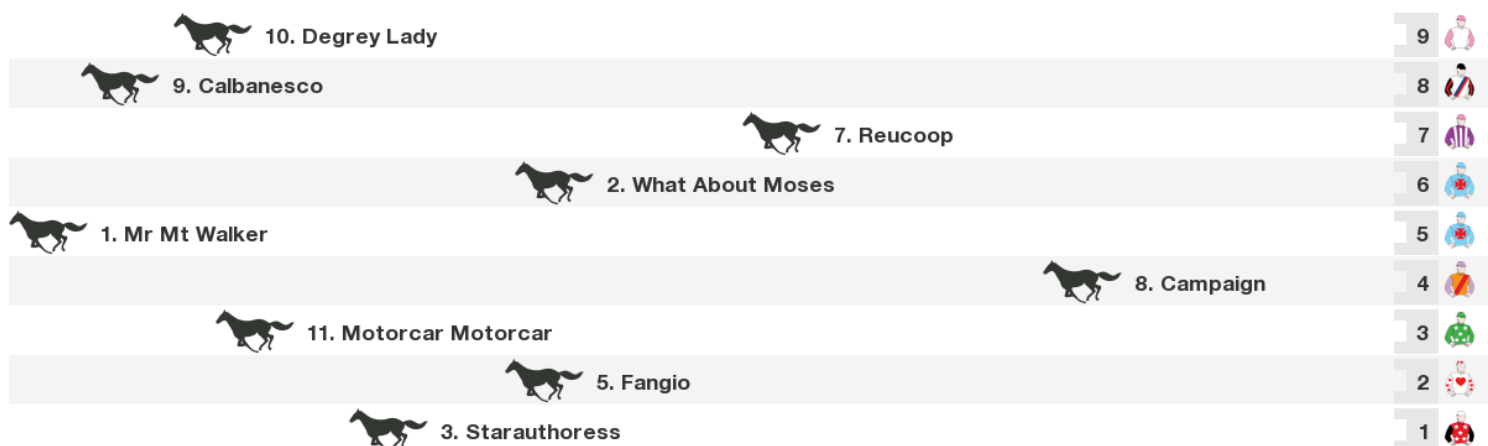 10. Degrey Lady 9
9. Calbanesco 8
7. Reucoop 7
2. What About Moses 6
1. Mr Mt Walker 5
8. Campaign 4
11. Motorcar Motorcar 3
5. Fangio 2
3. Starauthoress 1